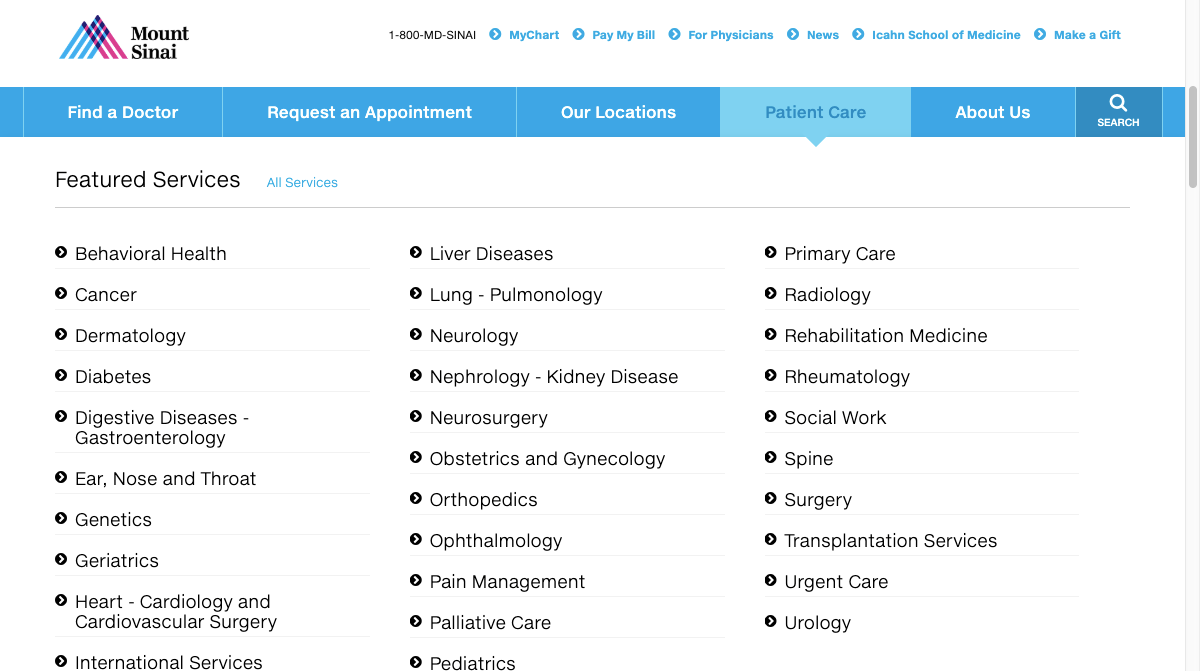 Mount
Sinai
1-800-MD-SINAI MyChart Pay My Bill For Physicians News Icahn School of Medicine Make a Gift
Find a Doctor Request an Appointment Our Locations Patient Care About Us SEARCH
Featured Services All Services
Behavioral Health
Cancer
Dermatology
Diabetes
Digestive Diseases -
Gastroenterology
Ear, Nose and Throat
Genetics
Geriatrics
Heart - Cardiology and
Cardiovascular Surgery
International Services
Liver Diseases
Lung - Pulmonology
Neurology
Nephrology - Kidney Disease
Neurosurgery
Obstetrics and Gynecology
Orthopedics
Ophthalmology
Pain Management
Palliative Care
Pediatrics
Primary Care
Radiology
Rehabilitation Medicine
Rheumatology
Social Work
Spine
Surgery
Transplantation Services
Urgent Care
Urology